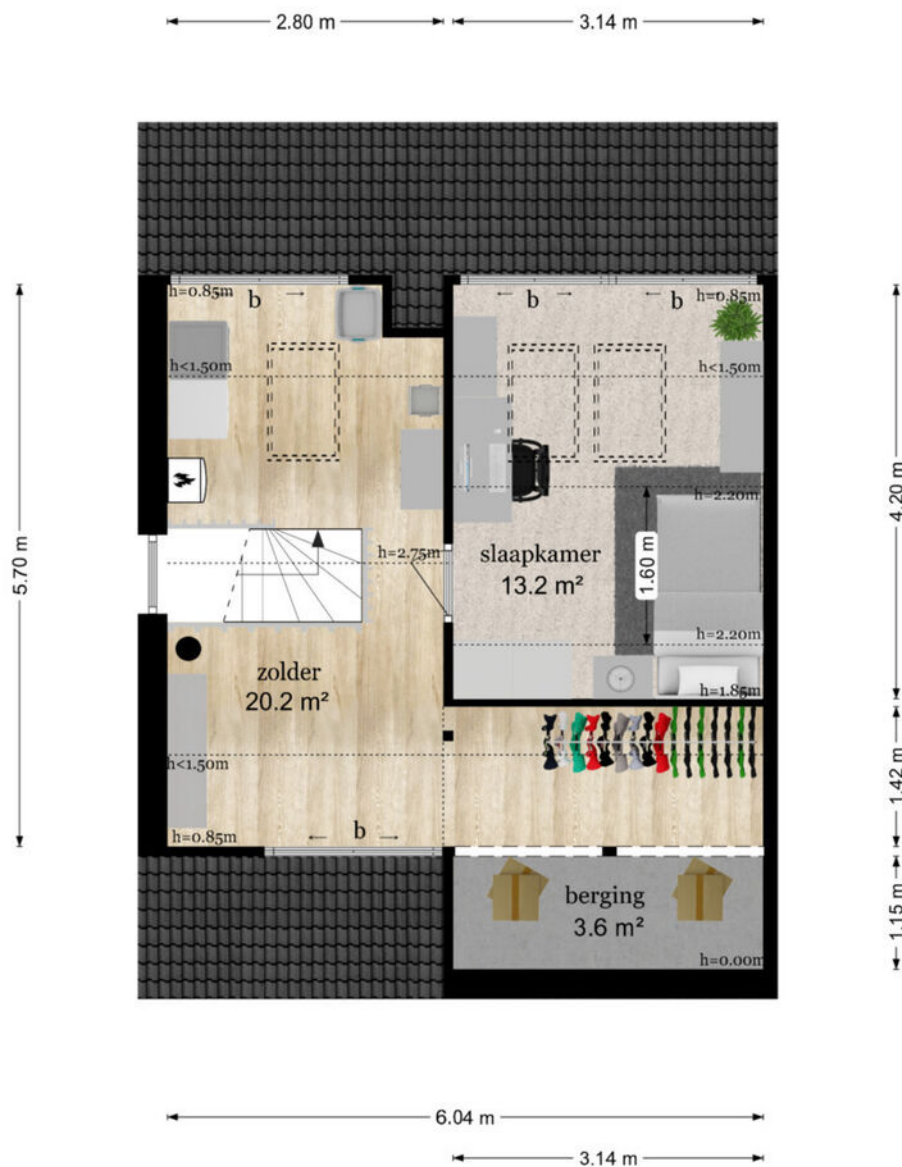 2.80 m
3.14 m
h=0.85m
b
b
b
h=0.85m
h<1.50m
h<1.50m
h=2.20m
5.70 m
4.20 m
h=2.75m
slaapkamer
13.2 m²
1.60 m
h=2.20m
zolder
20.2 m²
h=1.85m
h<1.50m
1.42 m
h=0.85m
b
berging
3.6 m²
1.15 m
h=0.00m
6.04 m
3.14 m